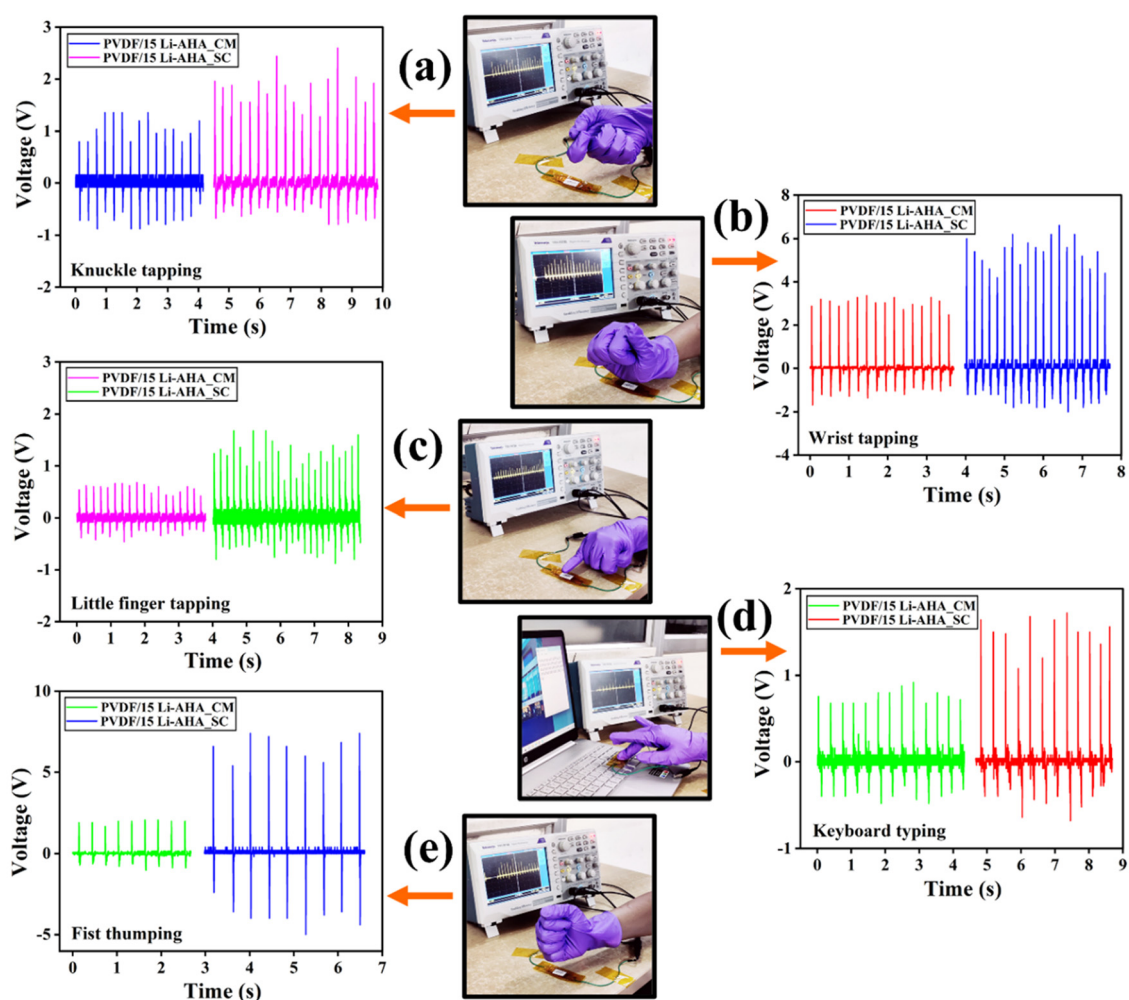 3
2
1
0
-1
-2
Voltage (V)
PVDF/15 Li-AHA_CM
PVDF/15 Li-AHA_SC
Knuckle tapping
0 1 2 3 4 5 6 7 8 9 10
Time (s)
(a)
(b)
8
6
4
2
0
-2
-4
Voltage (V)
PVDF/15 Li-AHA_CM
PVDF/15 Li-AHA_SC
Wrist tapping
0 1 2 3 4 5 6 7 8
Time (s)
3
2
1
0
-1
-2
Voltage (V)
PVDF/15 Li-AHA_CM
PVDF/15 Li-AHA_SC
Little finger tapping
0 1 2 3 4 5 6 7 8 9
Time (s)
(c)
(d)
2
1
0
-1
Voltage (V)
PVDF/15 Li-AHA_CM
PVDF/15 Li-AHA_SC
Keyboard typing
0 1 2 3 4 5 6 7 8 9
Time (s)
10
5
0
-5
Voltage (V)
PVDF/15 Li-AHA_CM
PVDF/15 Li-AHA_SC
Fist thumping
0 1 2 3 4 5 6 7
Time (s)
(e)